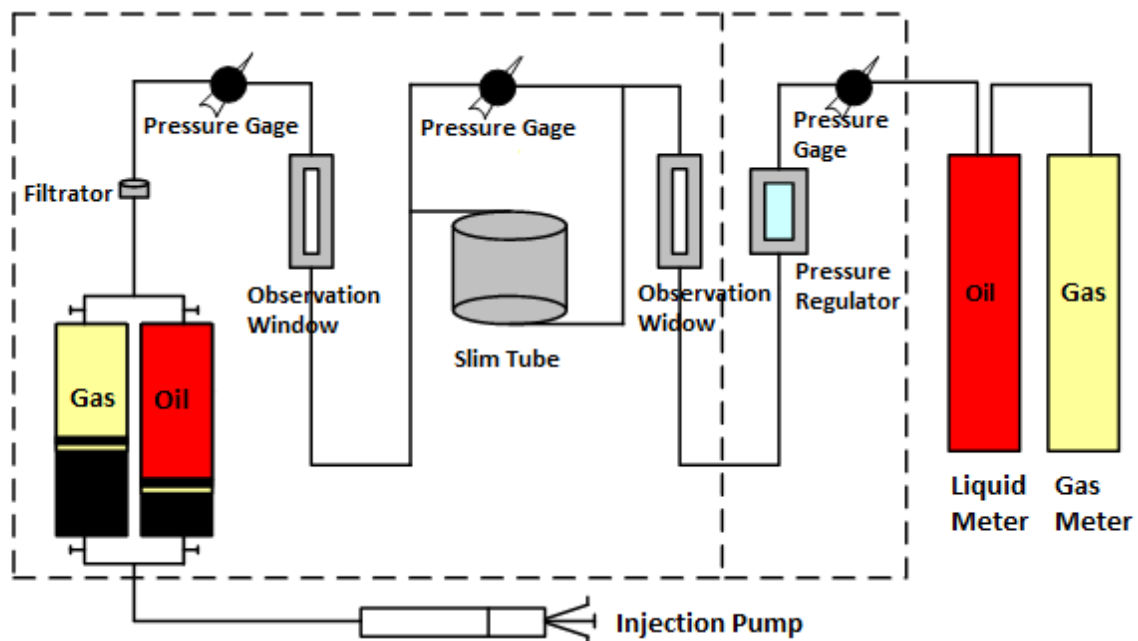 Pressure Gage
Pressure Gage
Pressure
Gage
Filtrator
Observation
Window
Observation
Widow
Pressure
Regulator
Slim Tube
Gas
Oil
Oil
Gas
Liquid
Meter
Gas
Meter
Injection Pump